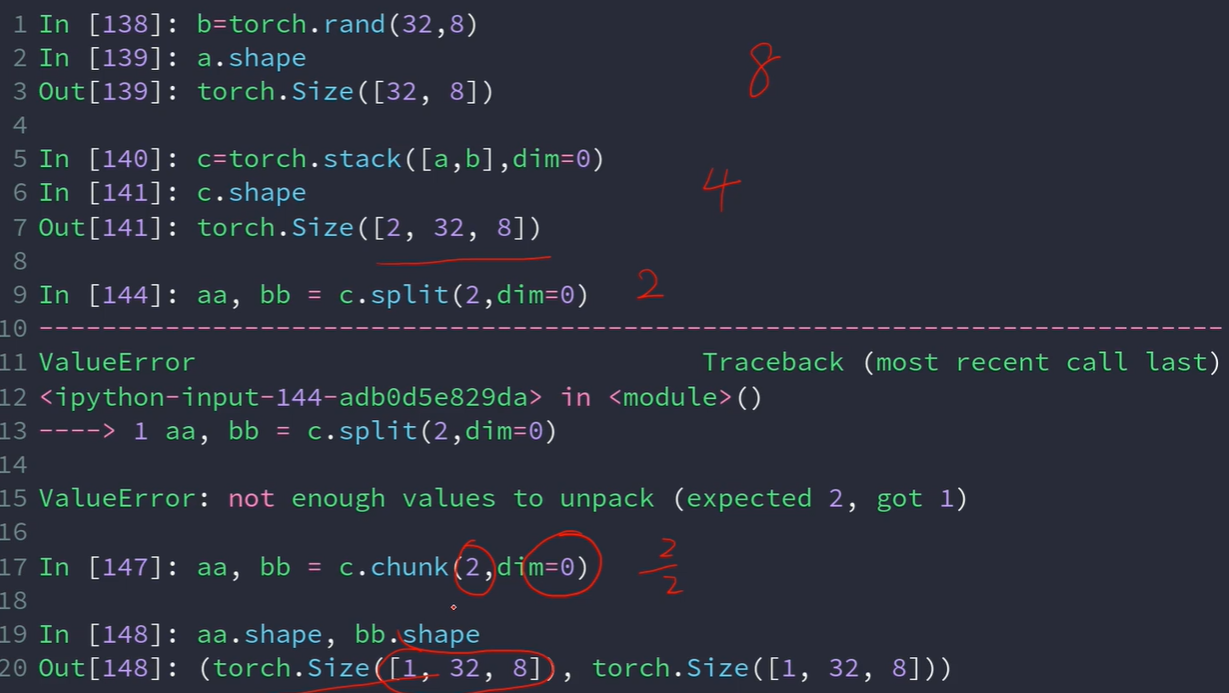 1 In [138]: b=torch.rand(32,8)
2 In [139]: a.shape
3 Out[139]: torch.Size([32, 8])
8
4
5 In [140]: c=torch.stack([a,b],dim=0)
6 In [141]: c.shape
4
7 Out[141]: torch.Size([2, 32, 8])
8
9 In [144]: aa, bb = c.split(2,dim=0)
2
10 ---------------------------------------------------------------------------
11 ValueError                                Traceback (most recent call last)
12 <ipython-input-144-adb0d5e829da> in <module>()
13 ----> 1 aa, bb = c.split(2,dim=0)
14
15 ValueError: not enough values to unpack (expected 2, got 1)
16
17 In [147]: aa, bb = c.chunk(2,dim=0)
2
2
18
19 In [148]: aa.shape, bb.shape
20 Out[148]: (torch.Size([1, 32, 8]), torch.Size([1, 32, 8]))